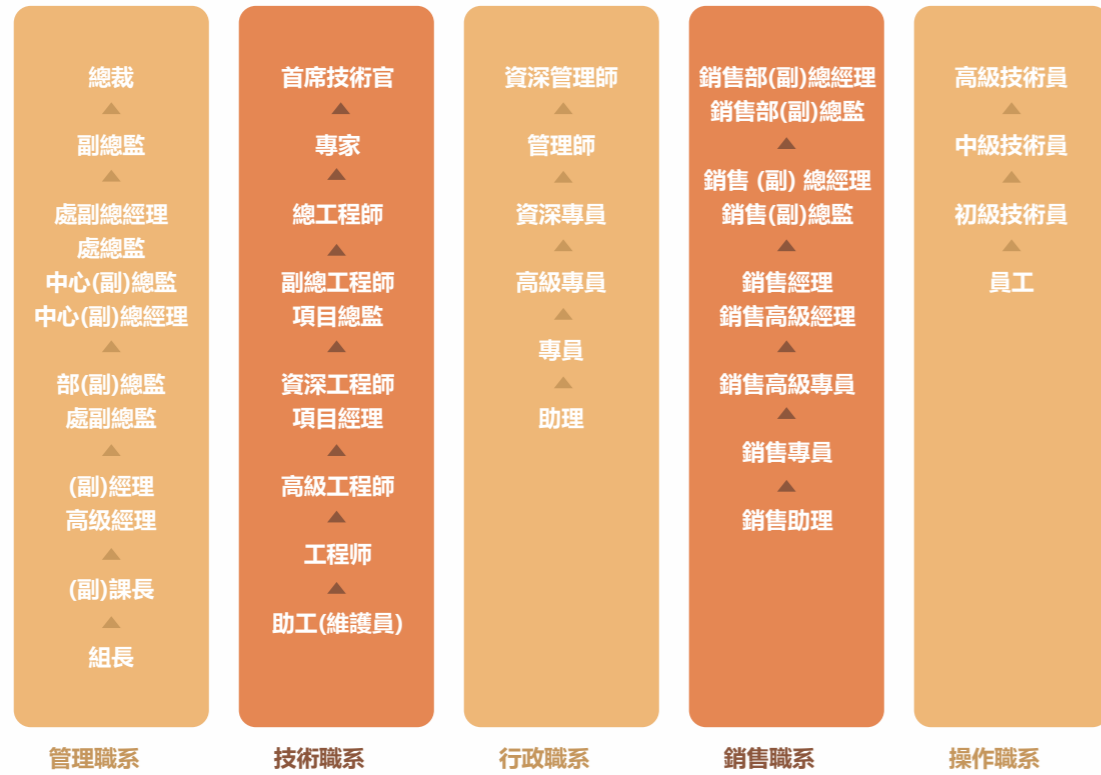 總裁
副總監
處副總經理
處總監
中心(副)總監
中心(副)總經理
部(副)總監
處副總監
(副)經理
高级經理
(副)課長
組長
管理職系
首席技術官
專家
總工程師
副總工程師
項目總監
資深工程師
項目經理
高級工程師
工程师
助工(維護員)
技術職系
資深管理師
管理師
資深專員
高級專員
專員
助理
行政職系
銷售部(副)總經理
銷售部(副)總監
銷售 (副) 總經理
銷售(副)總監
銷售經理
銷售高級經理
銷售高級專員
銷售專員
銷售助理
銷售職系
高級技術員
中級技術員
初級技術員
員工
操作職系